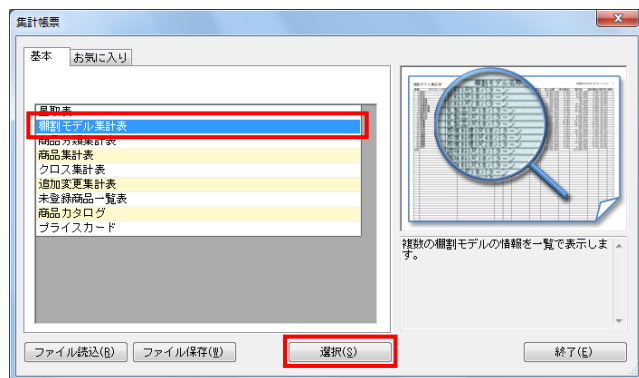 集計帳票
基本
お気に入り
星取表
棚割モデル集計表
商品分類集計表
商品集計表
クロス集計表
追加変更集計表
未登録商品一覧表
商品カタログ
プライスカード
複数の棚割モデルの情報を一覧で表示しま
す。
ファイル読込(R)
ファイル保存(W)
選択(S)
終了(E)